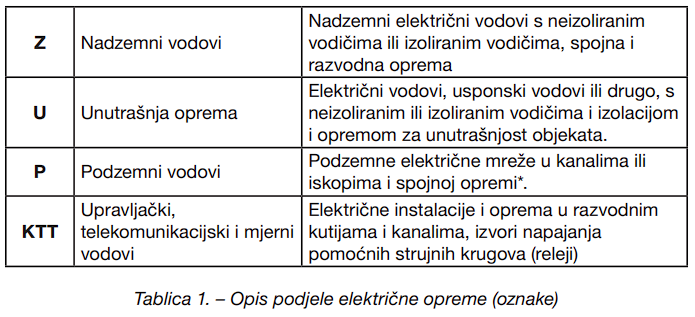 Z
Nadzemni vodovi
Nadzemni električni vodovi s neizoliranim
vodičima ili izoliranim vodičima, spojna i
razvodna oprema
U
Unutrašnja oprema
Električni vodovi, usponski vodovi ili drugo, s
neizoliranim ili izoliranim vodičima i izolacijom
i opremom za unutrašnjost objekata.
P
Podzemni vodovi
Podzemne električne mreže u kanalima ili
iskopima i spojnoj opremi*.
KTT
Upravljački,
telekomunikacijski i mjerni
vodovi
Električne instalacije i oprema u razvodnim
kutijama i kanalima, izvori napajanja
pomoćnih strujnih krugova (releji)
Tablica 1. – Opis podjele električne opreme (oznake)